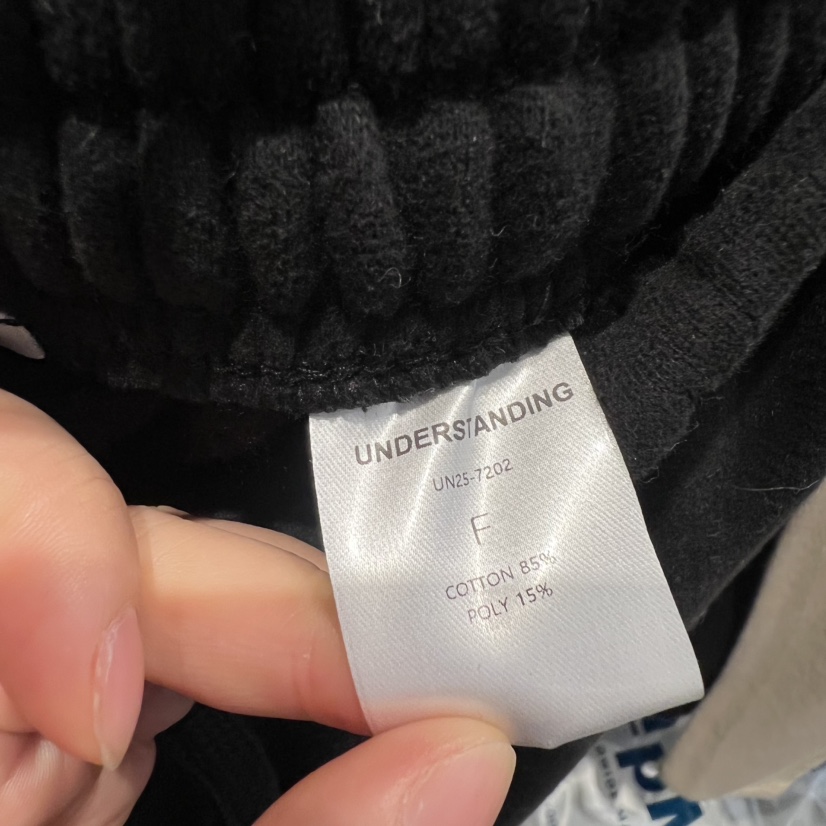 UNDERSTANDING
UN25-7202
F
COTTON 85%
POLY 15%